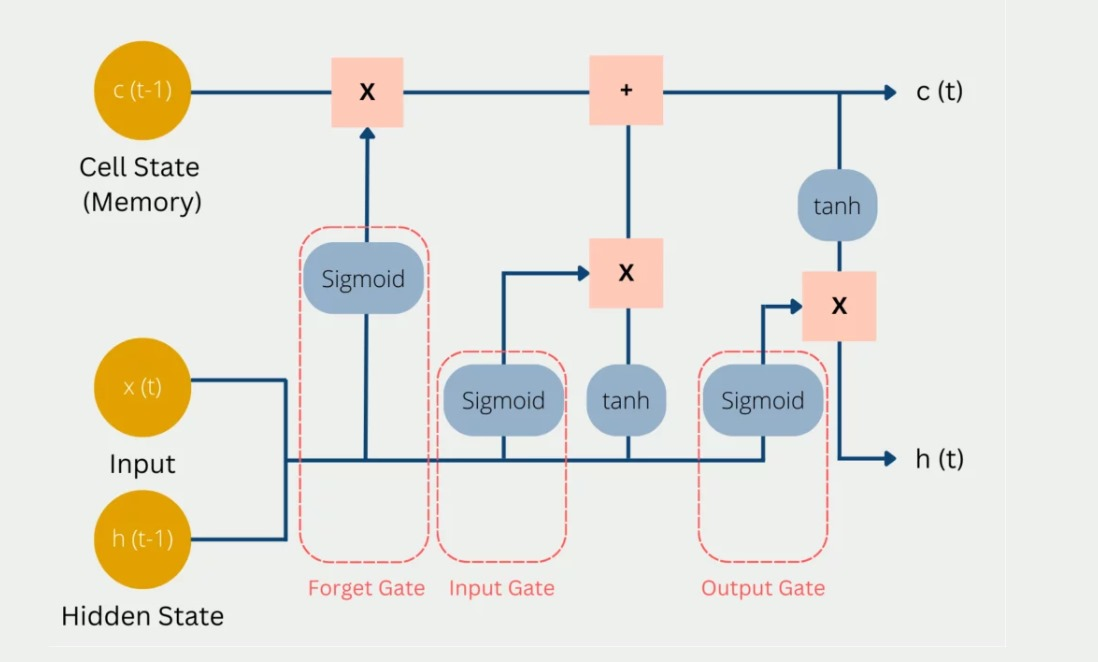 c (t-1)
X
+
c (t)
Cell State
(Memory)
tanh
Sigmoid
X
X
x (t)
Sigmoid
tanh
Sigmoid
Input
h (t)
h (t-1)
Forget Gate
Input Gate
Output Gate
Hidden State